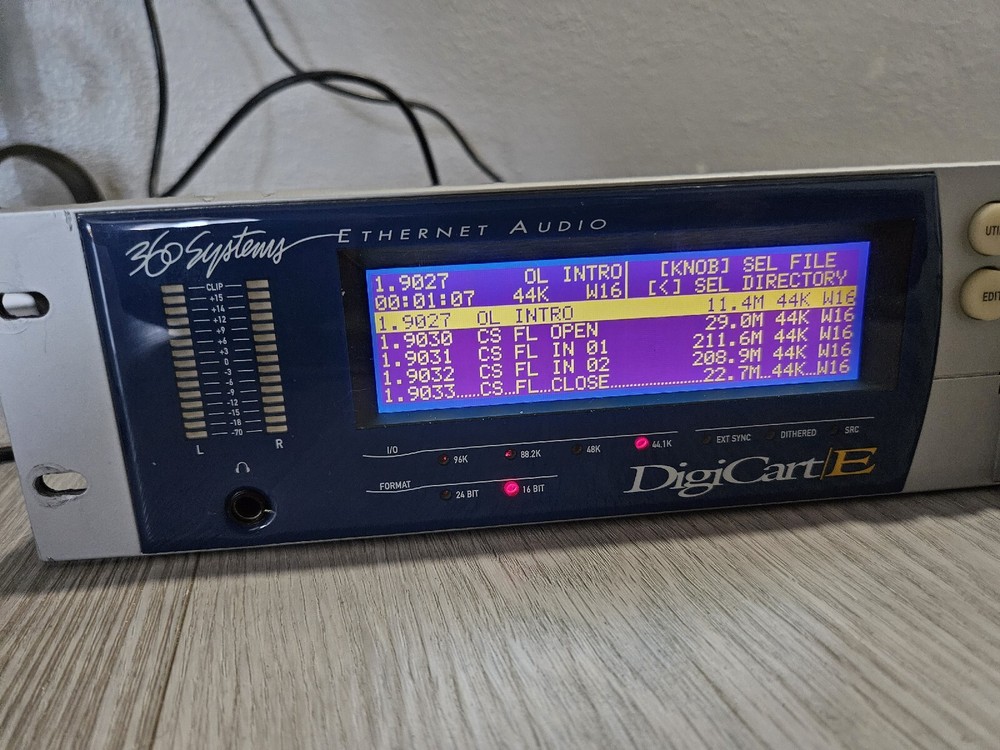 360 Systems ETHERNET AUDIO
CLIP
+15
+14
+12
+9
+6
+3
0
-3
-6
-9
-12
-15
-18
-70
L R
1.9027 OL INTRO [KNOB] SEL FILE
00:01:07 44K W16 [<] SEL DIRECTORY
1.9027 OL INTRO 11.4M 44K W16
1.9030 CS FL OPEN 29.0M 44K W16
1.9031 CS FL IN 01 211.6M 44K W16
1.9032 CS FL IN 02 208.9M 44K W16
1.9033.....CS.FL..CLOSE......................22.7M..44K...W16
I/O 96K 88.2K 48K 44.1K EXT SYNC DITHERED SRC
FORMAT 24 BIT 16 BIT
DigiCart/E
UTI
EDIT